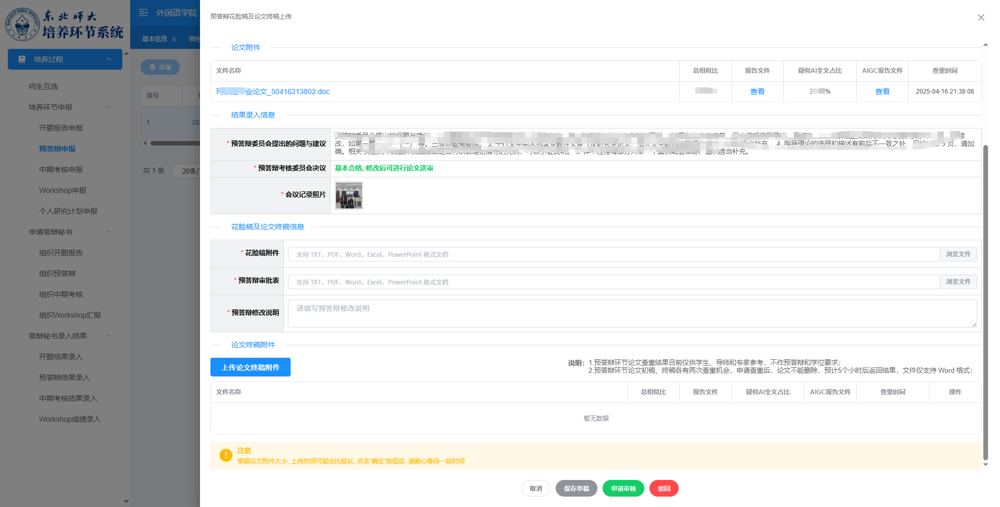 东北师大
培养环节系统
外国语学院
基本信息
师生
培养过程
师生互选
培养环节申报
开题报告申报
预答辩申报
中期考核申报
Workshop申报
个人研究计划申报
申请答辩秘书
组织开题报告
组织预答辩
组织中期考核
组织Workshop汇报
答辩秘书录入结果
开题结果录入
预答辩结果录入
中期考核结果录入
Workshop成绩录入
申报
序号
1
202
共 1 条
20条/
预答辩花脸稿及论文终稿上传
论文附件
文件名称 总相似比 报告文件 疑似AI全文占比 AIGC报告文件 查重时间
业论文_50416213802.doc 查看 3 % 查看 2025-04-16 21:38:08
结果录入信息
* 预答辩委员会提出的问题与建议
修
改，如第一章 4. 指导理论的选择和描述有前后不一致之外 9 页，请加
确。相关 适当补充。
* 预答辩考核委员会决议 基本合格, 修改后可进行论文送审
* 会议记录照片
花脸稿及论文终稿信息
* 花脸稿附件 支持 TXT、PDF、Word、Excel、PowerPoint 格式文档 浏览文件
* 预答辩审批表 支持 TXT、PDF、Word、Excel、PowerPoint 格式文档 浏览文件
* 预答辩修改说明 请填写预答辩修改说明
论文终稿附件
上传论文终稿附件
说明：1.预答辩环节论文查重结果目前仅供学生、导师和专家参考，不作预答辩和学位要求；
2.预答辩环节论文初稿、终稿各有两次查重机会，申请查重后，论文不能删除，预计5个小时后返回结果，文件仅支持 Word 格式；
文件名称 总相似比 报告文件 疑似AI全文占比 AIGC报告文件 查重时间 操作
暂无数据
注意
根据论文附件大小, 上传时间可能会比较长, 点击“确定”按钮后, 请耐心等待一段时间
取消 保存草稿 申请审核 驳回